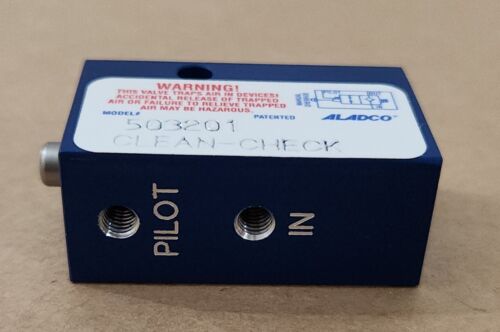 WARNING!
THIS VALVE TRAPS AIR IN DEVICES!
ACCIDENTAL RELEASE OF TRAPPED
AIR OR FAILURE TO RELIEVE TRAPPED
AIR MAY BE HAZARDOUS.
MODEL# 503201 PATENTED ALADCO
CLEAN-CHECK
PILOT
IN